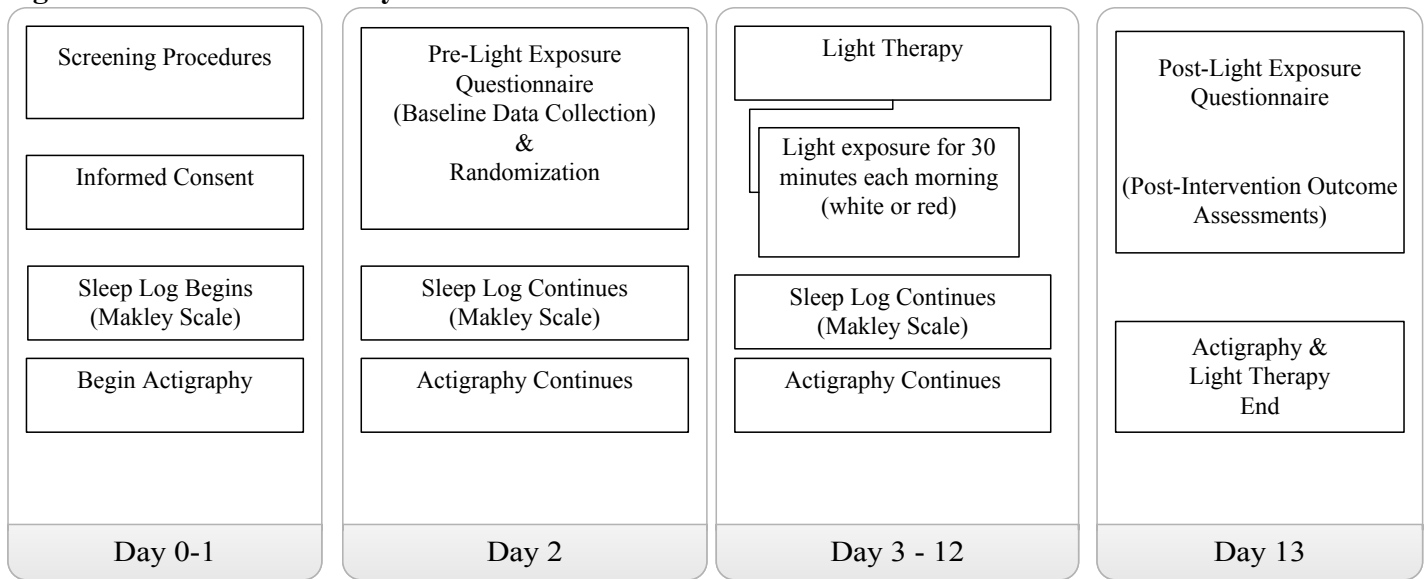 Screening Procedures
Informed Consent
Sleep Log Begins
(Makley Scale)
Begin Actigraphy
Day 0-1
Pre-Light Exposure
Questionnaire
(Baseline Data Collection)
&
Randomization
Sleep Log Continues
(Makley Scale)
Actigraphy Continues
Day 2
Light Therapy
Light exposure for 30
minutes each morning
(white or red)
Sleep Log Continues
(Makley Scale)
Actigraphy Continues
Day 3 - 12
Post-Light Exposure
Questionnaire
(Post-Intervention Outcome
Assessments)
Actigraphy &
Light Therapy
End
Day 13